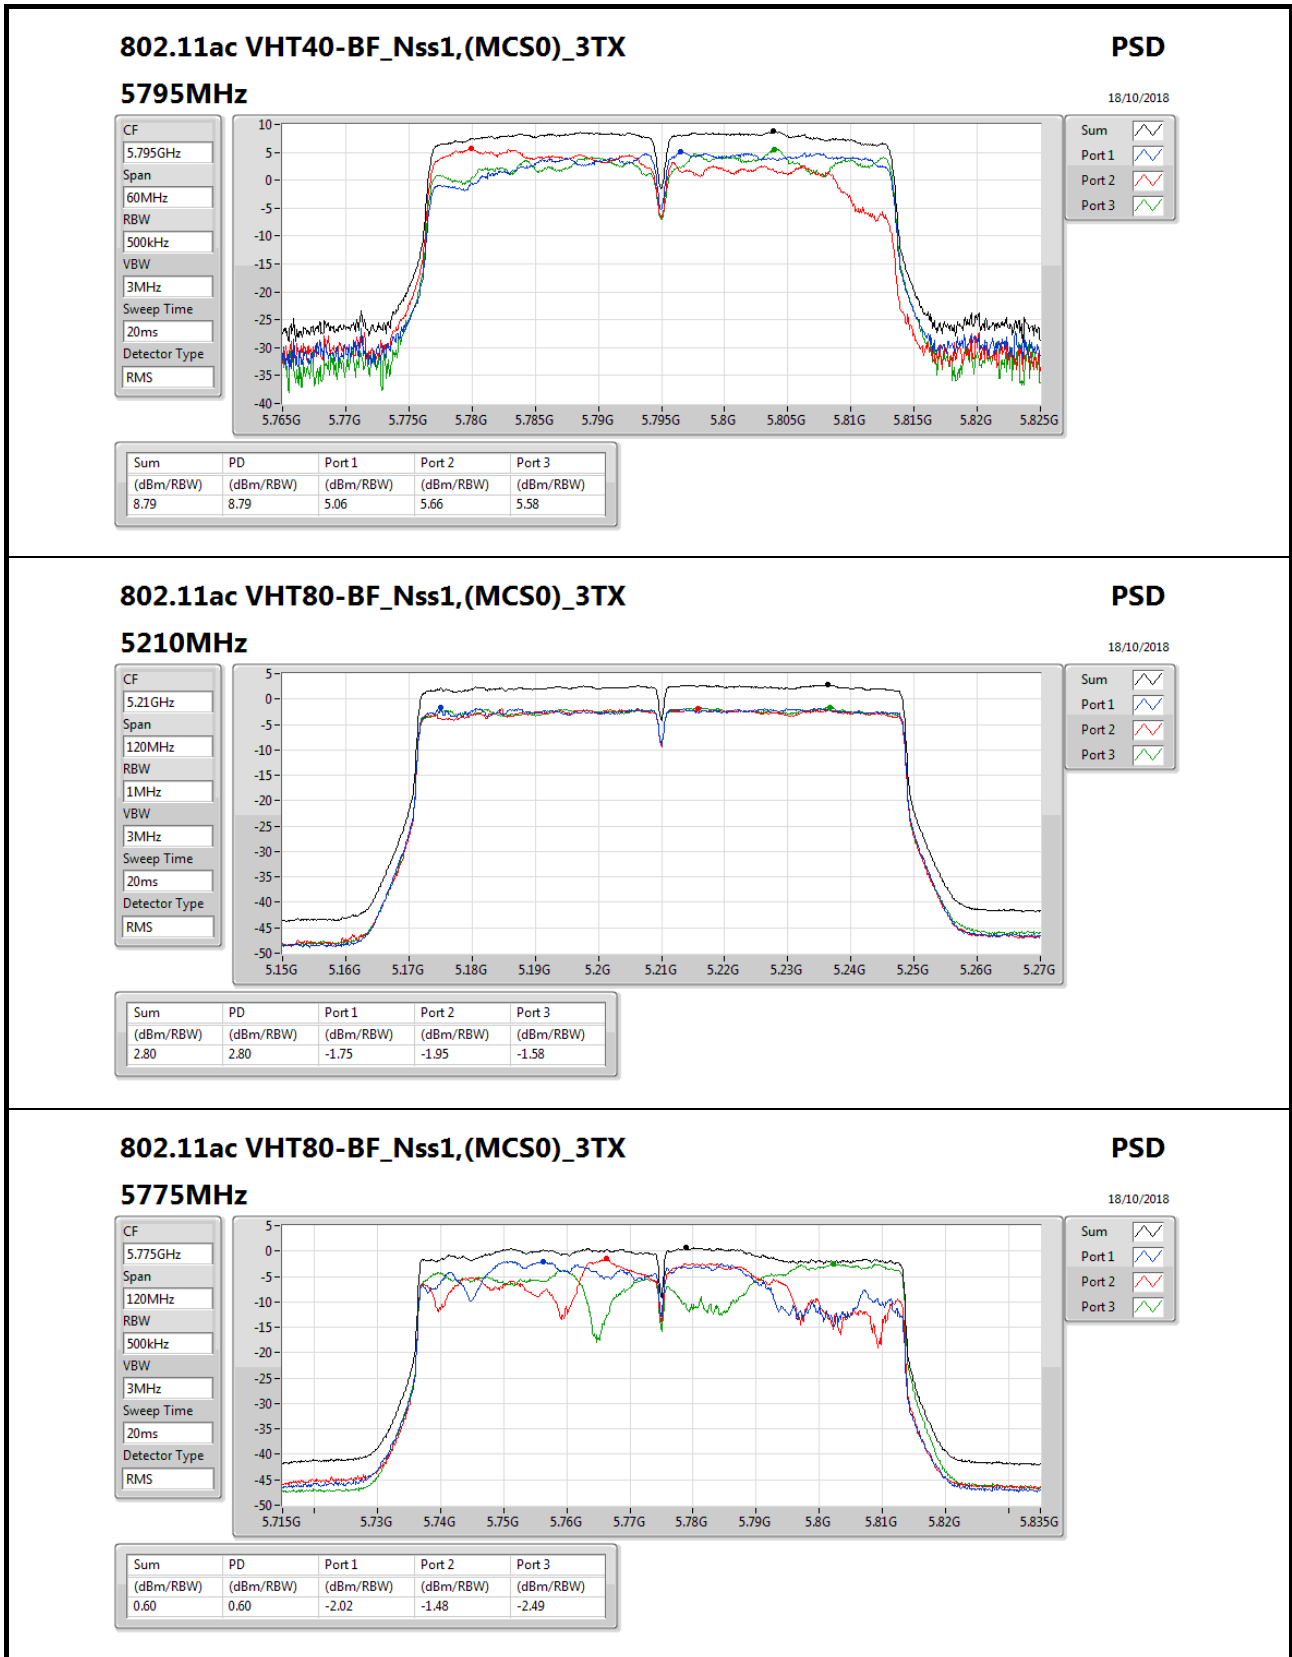 802.11ac VHT40-BF_Nss1,(MCS0)_3TX PSD
5795MHz 18/10/2018
CF
5.795GHz
Span
60MHz
RBW
500kHz
VBW
3MHz
Sweep Time
20ms
Detector Type
RMS
10
5
0
-5
-10
-15
-20
-25
-30
-35
-40
5.765G 5.77G 5.775G 5.78G 5.785G 5.79G 5.795G 5.8G 5.805G 5.81G 5.815G 5.82G 5.825G
Sum
Port 1
Port 2
Port 3
Sum PD Port 1 Port 2 Port 3
(dBm/RBW) (dBm/RBW) (dBm/RBW) (dBm/RBW) (dBm/RBW)
8.79 8.79 5.06 5.66 5.58
802.11ac VHT80-BF_Nss1,(MCS0)_3TX PSD
5210MHz 18/10/2018
CF
5.21GHz
Span
120MHz
RBW
1MHz
VBW
3MHz
Sweep Time
20ms
Detector Type
RMS
5
0
-5
-10
-15
-20
-25
-30
-35
-40
-45
-50
5.15G 5.16G 5.17G 5.18G 5.19G 5.2G 5.21G 5.22G 5.23G 5.24G 5.25G 5.26G 5.27G
Sum
Port 1
Port 2
Port 3
Sum PD Port 1 Port 2 Port 3
(dBm/RBW) (dBm/RBW) (dBm/RBW) (dBm/RBW) (dBm/RBW)
2.80 2.80 -1.75 -1.95 -1.58
802.11ac VHT80-BF_Nss1,(MCS0)_3TX PSD
5775MHz 18/10/2018
CF
5.775GHz
Span
120MHz
RBW
500kHz
VBW
3MHz
Sweep Time
20ms
Detector Type
RMS
5
0
-5
-10
-15
-20
-25
-30
-35
-40
-45
-50
5.715G 5.73G 5.74G 5.75G 5.76G 5.77G 5.78G 5.79G 5.8G 5.81G 5.82G 5.835G
Sum
Port 1
Port 2
Port 3
Sum PD Port 1 Port 2 Port 3
(dBm/RBW) (dBm/RBW) (dBm/RBW) (dBm/RBW) (dBm/RBW)
0.60 0.60 -2.02 -1.48 -2.49